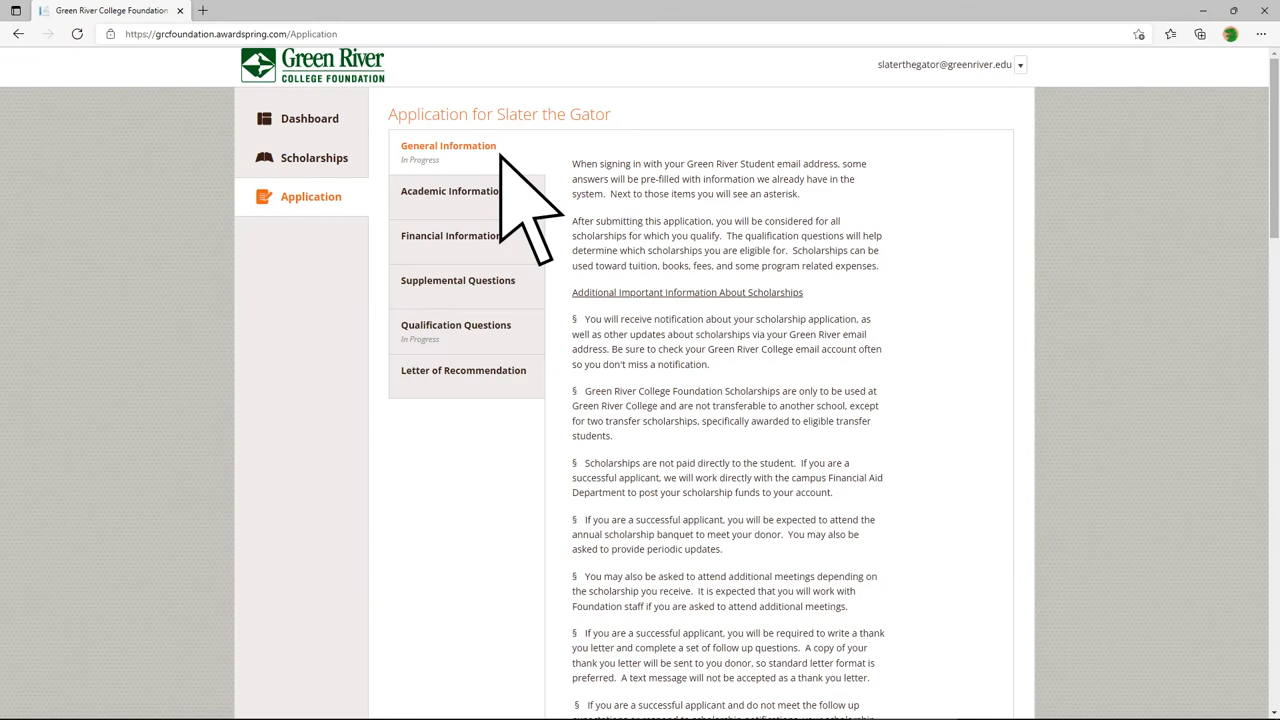 Green River College Foundation
https://grcfoundation.awardspring.com/Application
Green River
COLLEGE FOUNDATION
slaterthegator@greenriver.edu
Dashboard
Scholarships
Application
Application for Slater the Gator
General Information
In Progress
Academic Informatio
Financial Information
Supplemental Questions
Qualification Questions
In Progress
Letter of Recommendation
When signing in with your Green River Student email address, some
answers will be pre-filled with information we already have in the
system. Next to those items you will see an asterisk.
After submitting this application, you will be considered for all
scholarships for which you qualify. The qualification questions will help
determine which scholarships you are eligible for. Scholarships can be
used toward tuition, books, fees, and some program related expenses.
Additional Important Information About Scholarships
§ You will receive notification about your scholarship application, as
well as other updates about scholarships via your Green River email
address. Be sure to check your Green River College email account often
so you don't miss a notification.
§ Green River College Foundation Scholarships are only to be used at
Green River College and are not transferable to another school, except
for two transfer scholarships, specifically awarded to eligible transfer
students.
§ Scholarships are not paid directly to the student. If you are a
successful applicant, we will work directly with the campus Financial Aid
Department to post your scholarship funds to your account.
§ If you are a successful applicant, you will be expected to attend the
annual scholarship banquet to meet your donor. You may also be
asked to provide periodic updates.
§ You may also be asked to attend additional meetings depending on
the scholarship you receive. It is expected that you will work with
Foundation staff if you are asked to attend additional meetings.
§ If you are a successful applicant, you will be required to write a thank
you letter and complete a set of follow up questions. A copy of your
thank you letter will be sent to you donor, so standard letter format is
preferred. A text message will not be accepted as a thank you letter.
§ If you are a successful applicant and do not meet the follow up